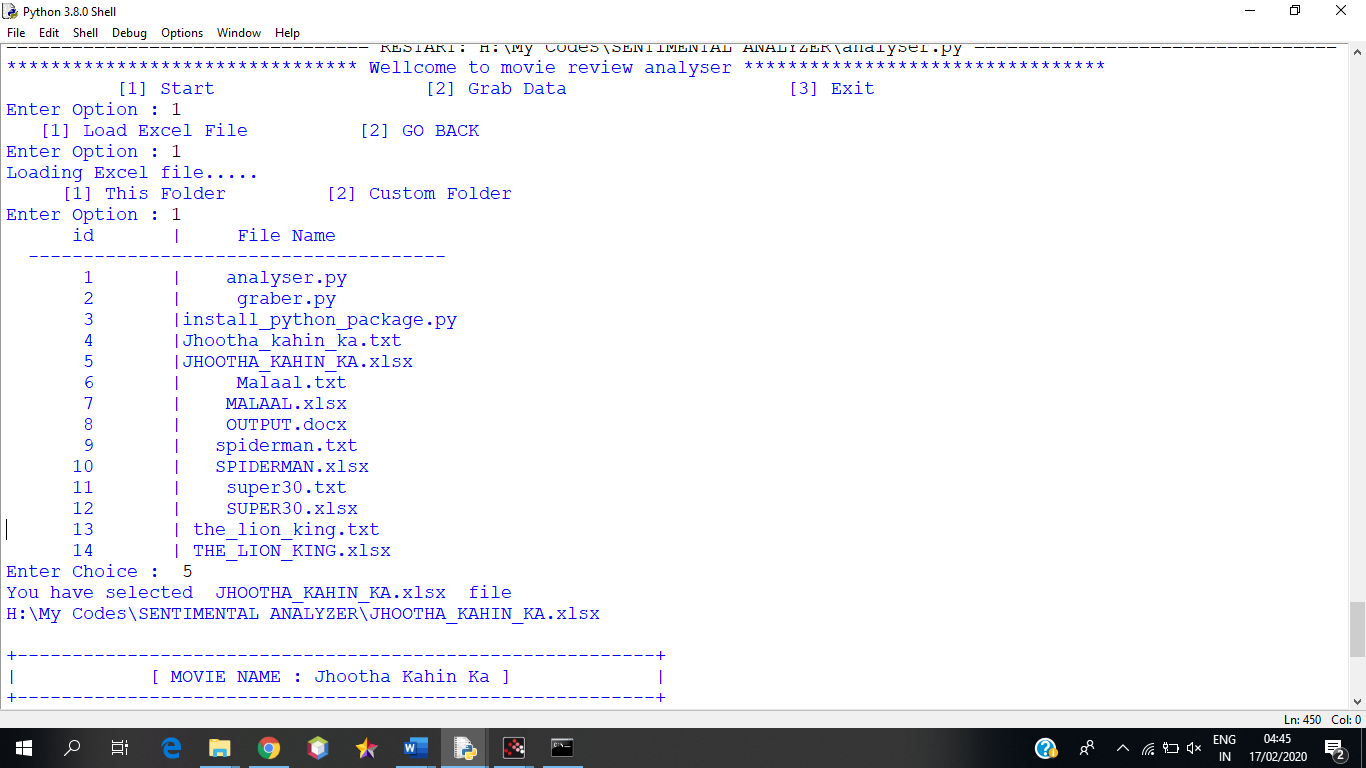 Python 3.8.0 Shell
File Edit Shell Debug Options Window Help
================================= RESTART: H:\My Codes\SENTIMENTAL ANALYZER\analyser.py =================================
******************************** Wellcome to movie review analyser *********************************
[1] Start [2] Grab Data [3] Exit
Enter Option : 1
[1] Load Excel File [2] GO BACK
Enter Option : 1
Loading Excel file.....
[1] This Folder [2] Custom Folder
Enter Option : 1
id | File Name
--------------------------------------
1 | analyser.py
2 | graber.py
3 |install_python_package.py
4 |Jhootha_kahin_ka.txt
5 |JHOOTHA_KAHIN_KA.xlsx
6 | Malaal.txt
7 | MALAAL.xlsx
8 | OUTPUT.docx
9 | spiderman.txt
10 | SPIDERMAN.xlsx
11 | super30.txt
12 | SUPER30.xlsx
13 | the_lion_king.txt
14 | THE_LION_KING.xlsx
Enter Choice : 5
You have selected JHOOTHA_KAHIN_KA.xlsx file
H:\My Codes\SENTIMENTAL ANALYZER\JHOOTHA_KAHIN_KA.xlsx
+----------------------------------------------------------+
| [ MOVIE NAME : Jhootha Kahin Ka ] |
+----------------------------------------------------------+
Ln: 450 Col: 0
ENG 04:45
IN 17/02/2020 2